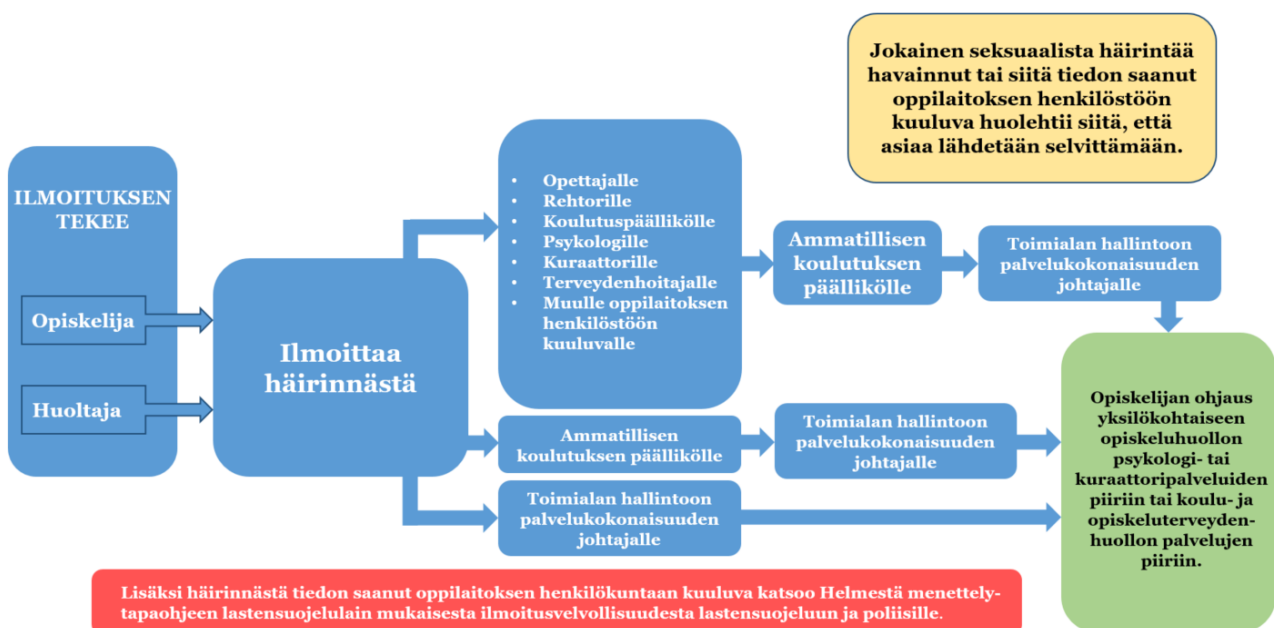 Jokainen seksuaalista häirintää
havainnut tai siitä tiedon saanut
oppilaitoksen henkilöstöön
kuuluva huolehtii siitä, että
asiaa lähdetään selvittämään.
ILMOITUKSEN
TEKEE
Opiskelija
Huoltaja
Ilmoittaa
häirinnästä
• Opettajalle
• Rehtorille
• Koulutuspäällikölle
• Psykologille
• Kuraattorille
• Terveydenhoitajalle
• Muulle oppilaitoksen
henkilöstöön
kuuluvalle
Ammatillisen
koulutuksen
päällikölle
Toimialan hallintoon
palvelukokonaisuuden
johtajalle
Ammatillisen
koulutuksen päällikölle
Toimialan hallintoon
palvelukokonaisuuden
johtajalle
Toimialan hallintoon
palvelukokonaisuuden
johtajalle
Opiskelijan ohjaus
yksilökohtaiseen
opiskeluhuollon
psykologi- tai
kuraattoripalveluiden
piiriin tai koulu- ja
opiskeluterveyden-
huollon palvelujen
piiriin.
Lisäksi häirinnästä tiedon saanut oppilaitoksen henkilökuntaan kuuluva katsoo Helmestä menettely-
tapaohjeen lastensuojelulain mukaisesta ilmoitusvelvollisuudesta lastensuojeluun ja poliisille.